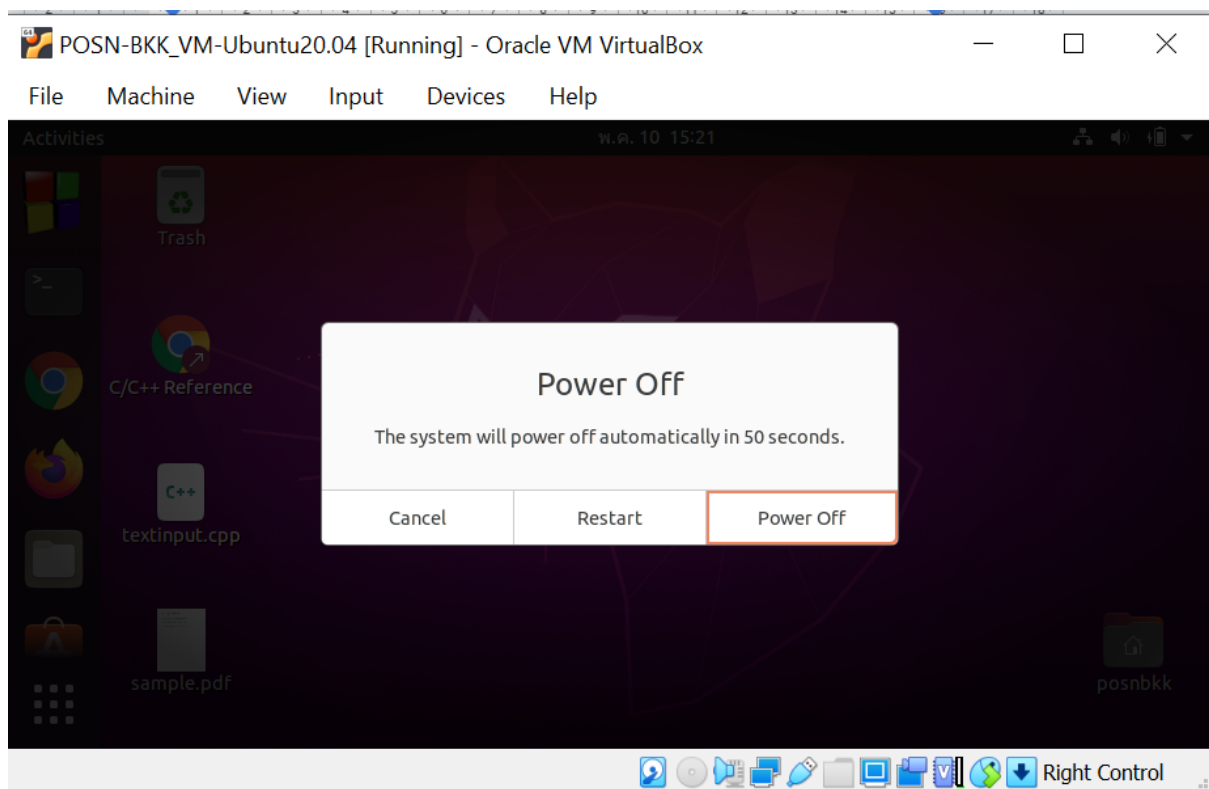 POSN-BKK_VM-Ubuntu20.04 [Running] - Oracle VM VirtualBox
File Machine View Input Devices Help
Activities พ.ค. 10 15:21
Trash
C/C++ Reference
Power Off
The system will power off automatically in 50 seconds.
Cancel Restart Power Off
C++
textinput.cpp
sample.pdf
posnbkk
Right Control